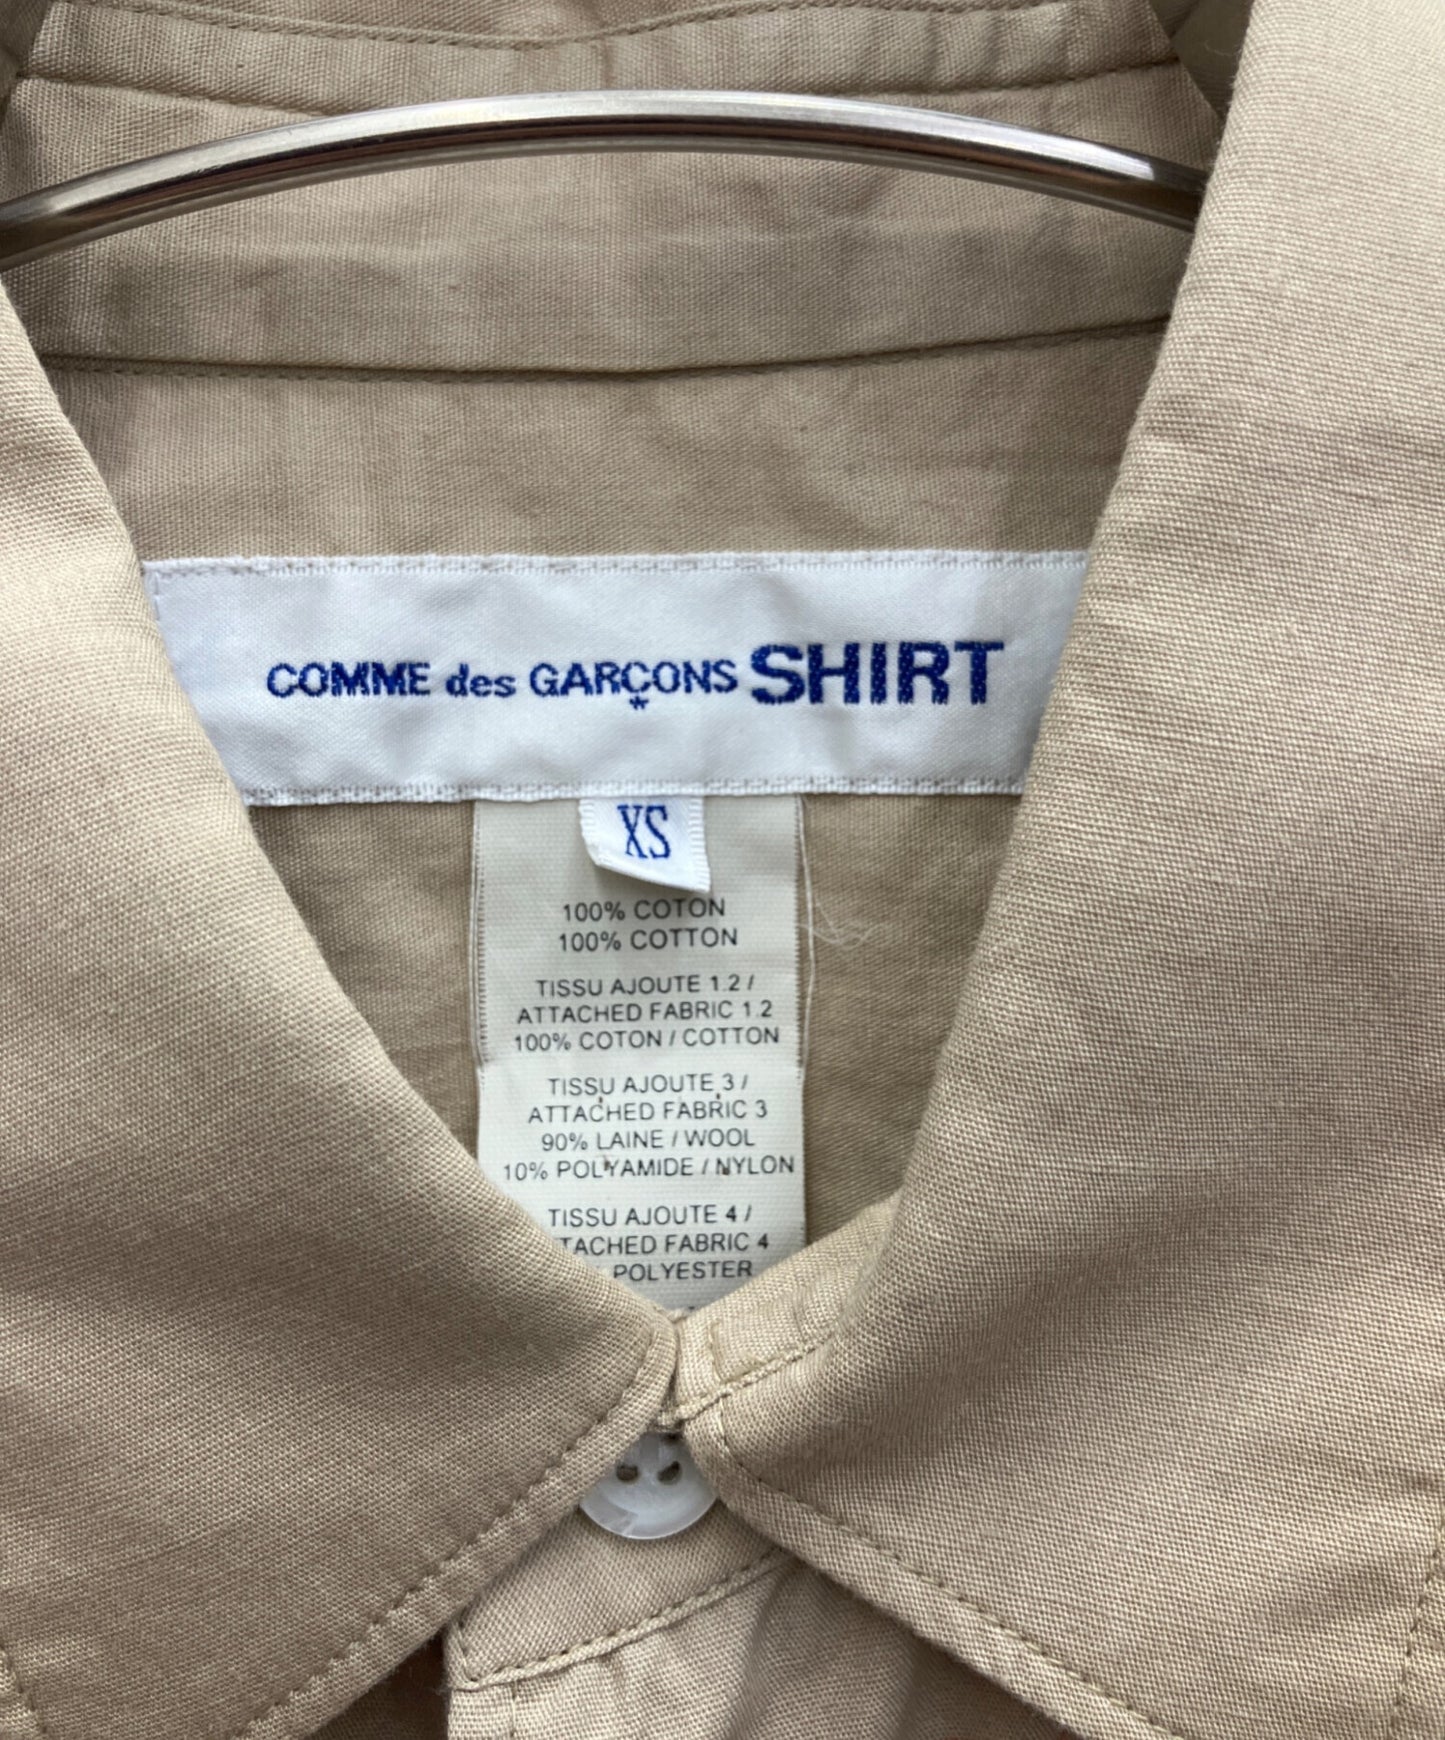 COMME des GARÇONS SHIRT
*
XS
100% COTON
100% COTTON
TISSU AJOUTE 1.2 /
ATTACHED FABRIC 1.2
100% COTON / COTTON
TISSU AJOUTE 3 /
ATTACHED FABRIC 3
90% LAINE / WOOL
10% POLYAMIDE / NYLON
TISSU AJOUTE 4 /
FABRIC 4
POLYESTER